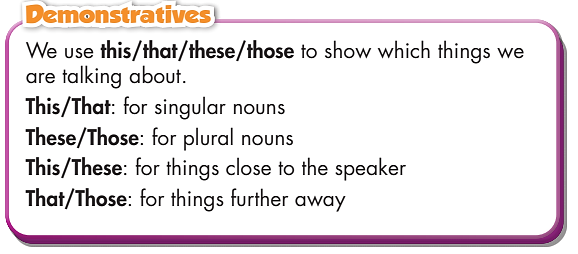 Demonstratives
We use this/that/these/those to show which things we
are talking about.
This/That: for singular nouns
These/Those: for plural nouns
This/These: for things close to the speaker
That/Those: for things further away